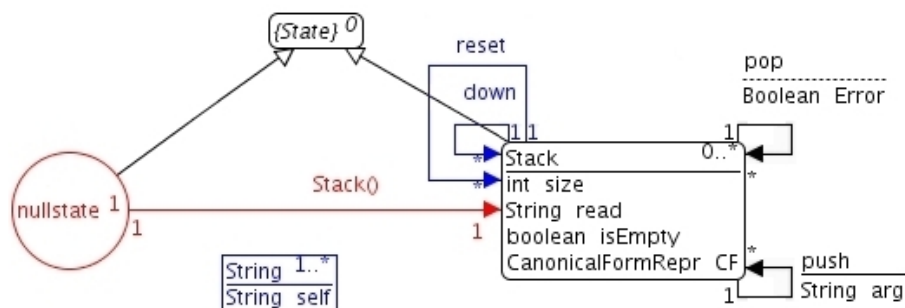 {State} 0
reset
down
pop
Boolean Error
1 1
1
Stack 0..*
*
*
*
int size
Stack()
String read
nullstate 1
1
1
boolean isEmpty
*
CanonicalFormRepr CF
push
1
String arg
String 1..*
String self